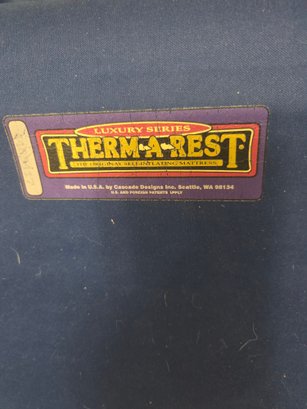 LUXURY SERIES
THERM-A-REST
THE ORIGINAL SELF-INFLATING MATTRESS
Made in U.S.A. by Cascade Designs Inc. Seattle, WA 98134
U.S. AND FOREIGN PATENTS APPLY